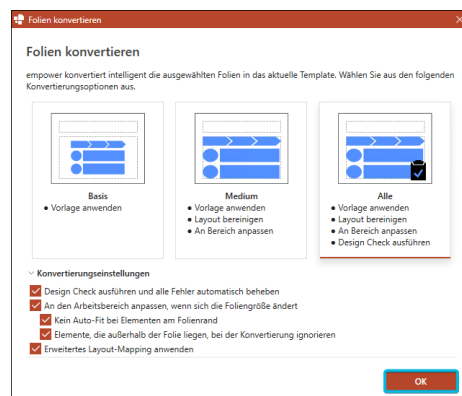 Folien konvertieren
Folien konvertieren
empower konvertiert intelligent die ausgewählten Folien in das aktuelle Template. Wählen Sie aus den folgenden
Konvertierungsoptionen aus.
Basis
• Vorlage anwenden
Medium
• Vorlage anwenden
• Layout bereinigen
• An Bereich anpassen
Alle
• Vorlage anwenden
• Layout bereinigen
• An Bereich anpassen
• Design Check ausführen
Konvertierungseinstellungen
Design Check ausführen und alle Fehler automatisch beheben
An den Arbeitsbereich anpassen, wenn sich die Foliengröße ändert
Kein Auto-Fit bei Elementen am Folienrand
Elemente, die außerhalb der Folie liegen, bei der Konvertierung ignorieren
Erweitertes Layout-Mapping anwenden
OK